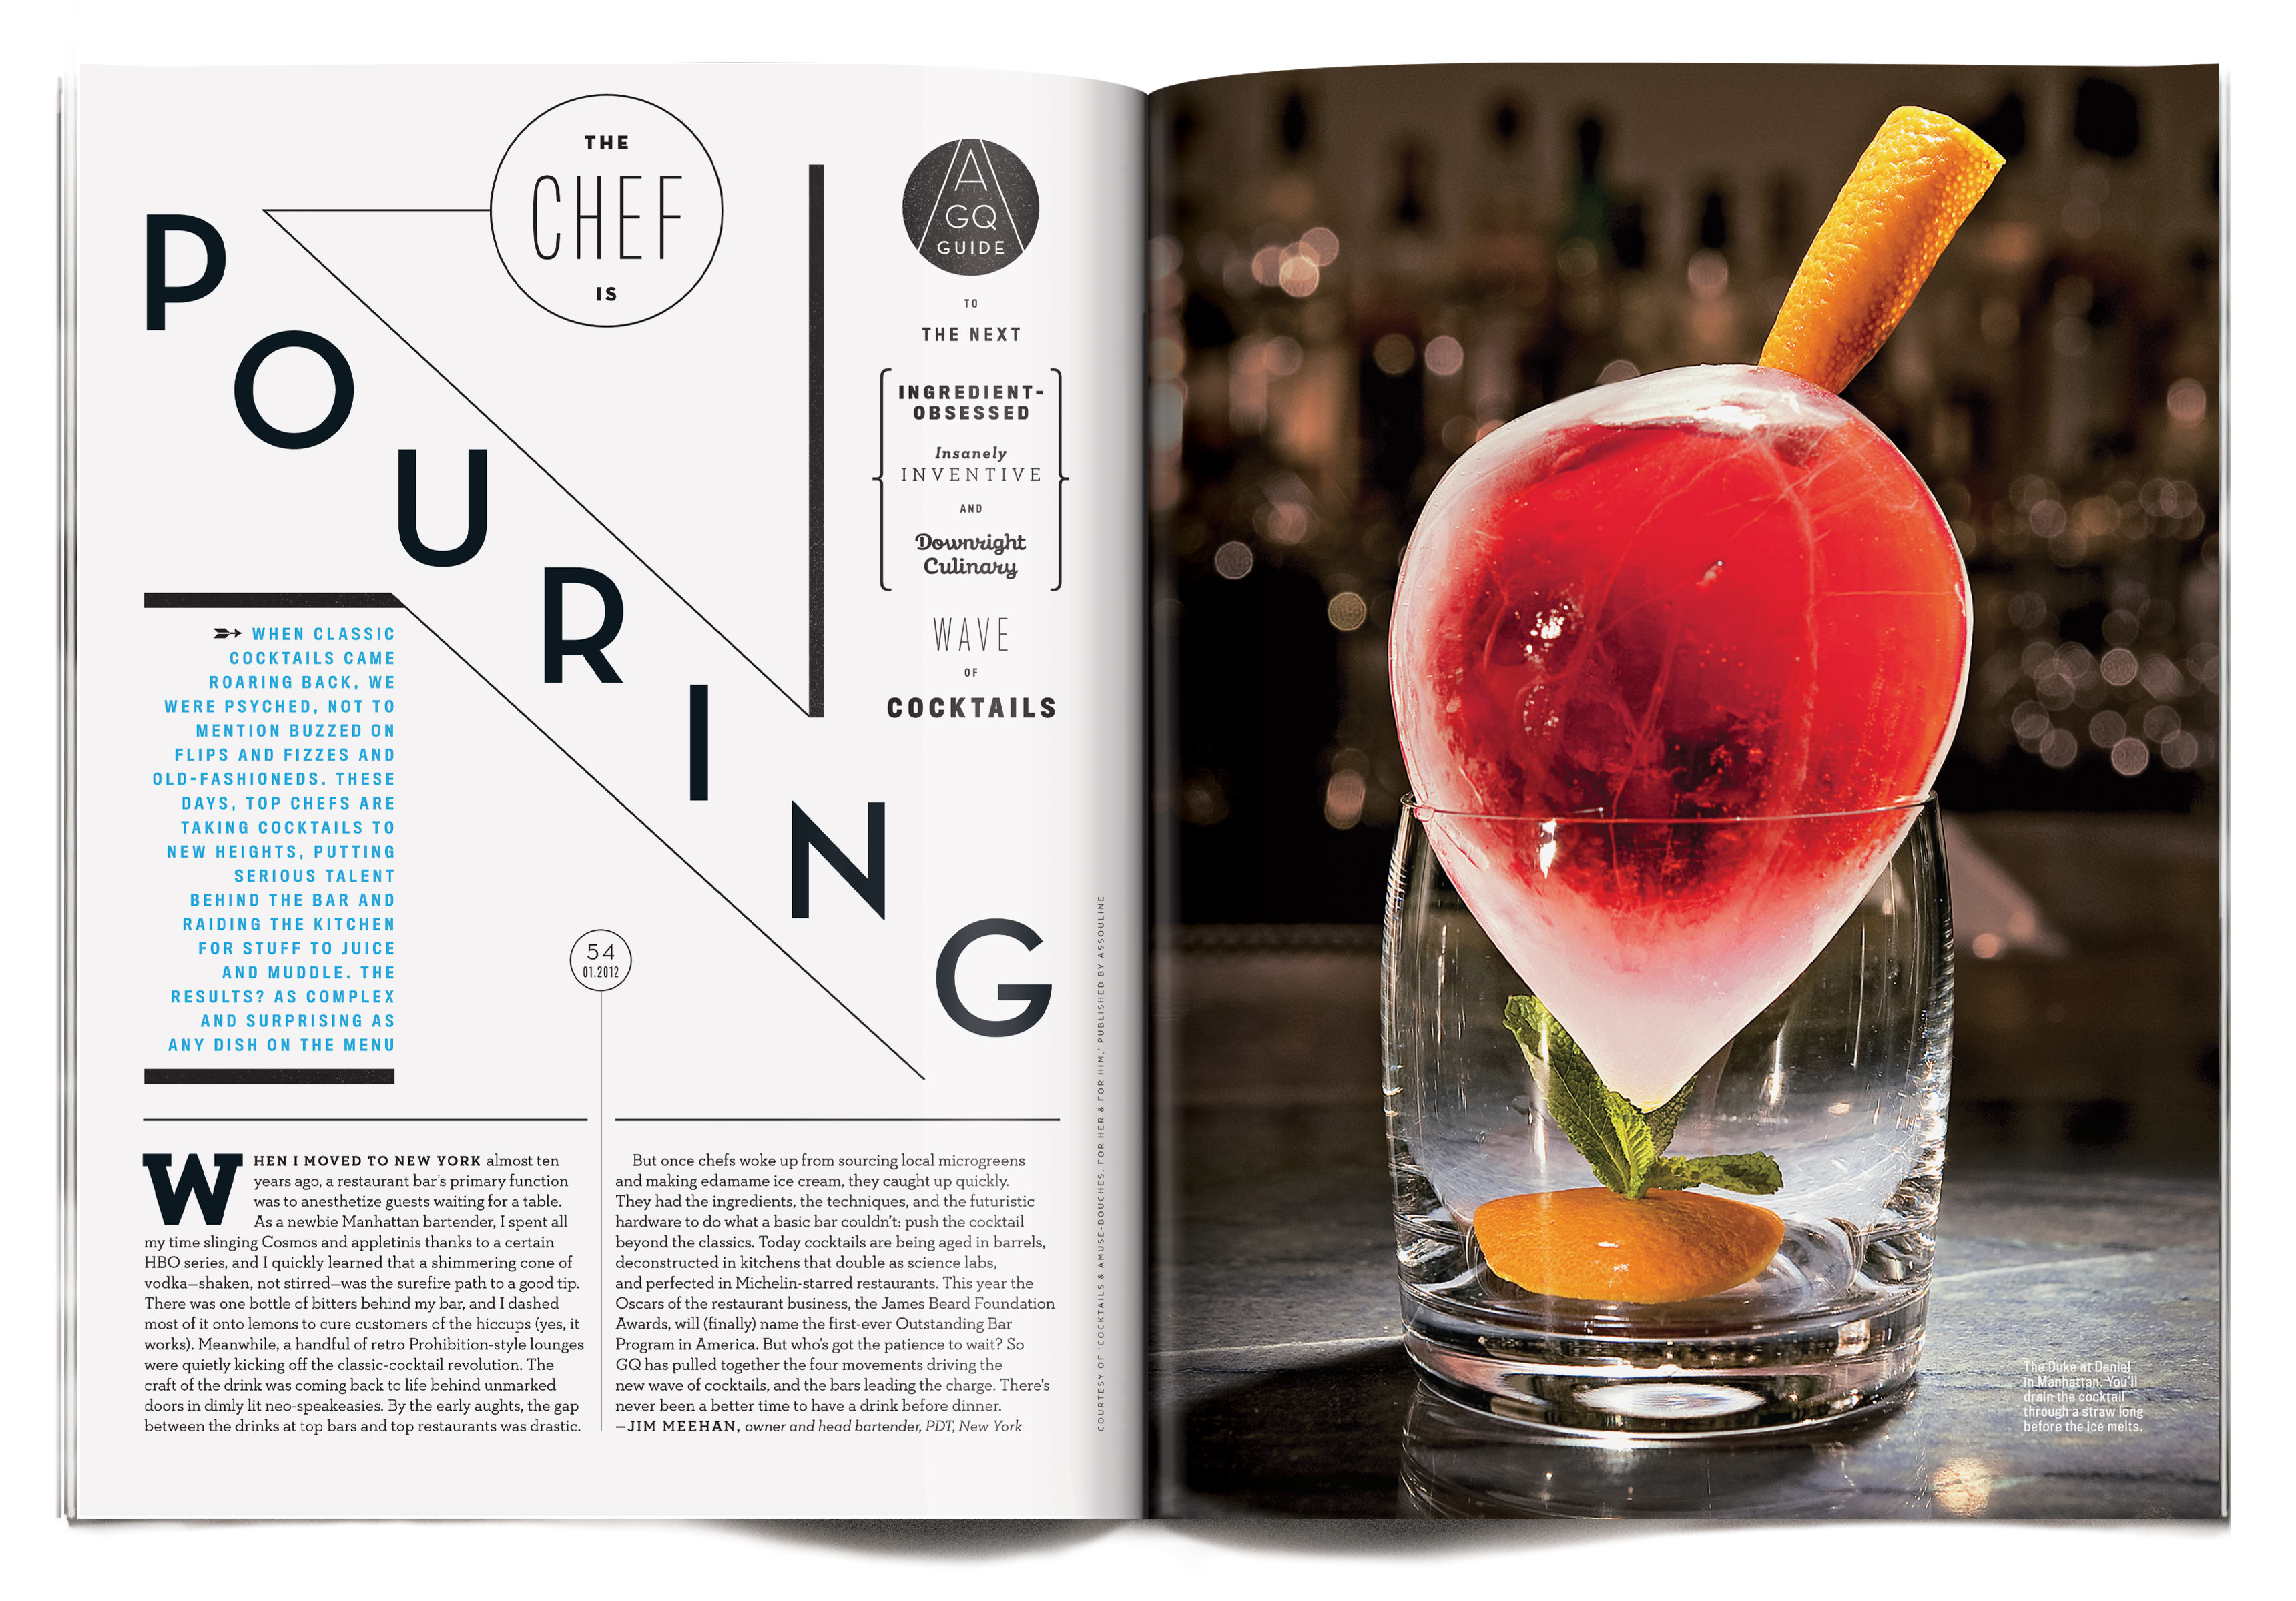 THE
CHEF
IS
POURING
A
GQ
GUIDE
TO
THE NEXT
INGREDIENT-
OBSESSED
Insanely
INVENTIVE
AND
Downright
Culinary
WAVE
OF
COCKTAILS
WHEN CLASSIC
COCKTAILS CAME
ROARING BACK, WE
WERE PSYCHED, NOT TO
MENTION BUZZED ON
FLIPS AND FIZZES AND
OLD-FASHIONEDS. THESE
DAYS, TOP CHEFS ARE
TAKING COCKTAILS TO
NEW HEIGHTS, PUTTING
SERIOUS TALENT
BEHIND THE BAR AND
RAIDING THE KITCHEN
FOR STUFF TO JUICE
AND MUDDLE. THE
RESULTS? AS COMPLEX
AND SURPRISING AS
ANY DISH ON THE MENU
54
01.2012
WHEN I MOVED TO NEW YORK almost ten
years ago, a restaurant bar's primary function
was to anesthetize guests waiting for a table.
As a newbie Manhattan bartender, I spent all
my time slinging Cosmos and appletinis thanks to a certain
HBO series, and I quickly learned that a shimmering cone of
vodka—shaken, not stirred—was the surefire path to a good tip.
There was one bottle of bitters behind my bar, and I dashed
most of it onto lemons to cure customers of the hiccups (yes, it
works). Meanwhile, a handful of retro Prohibition-style lounges
were quietly kicking off the classic-cocktail revolution. The
craft of the drink was coming back to life behind unmarked
doors in dimly lit neo-speakeasies. By the early aughts, the gap
between the drinks at top bars and top restaurants was drastic.
But once chefs woke up from sourcing local microgreens
and making edamame ice cream, they caught up quickly.
They had the ingredients, the techniques, and the futuristic
hardware to do what a basic bar couldn't: push the cocktail
beyond the classics. Today cocktails are being aged in barrels,
deconstructed in kitchens that double as science labs,
and perfected in Michelin-starred restaurants. This year the
Oscars of the restaurant business, the James Beard Foundation
Awards, will (finally) name the first-ever Outstanding Bar
Program in America. But who's got the patience to wait? So
GQ has pulled together the four movements driving the
new wave of cocktails, and the bars leading the charge. There's
never been a better time to have a drink before dinner.
—JIM MEEHAN, owner and head bartender, PDT, New York
COURTESY OF 'COCKTAILS & AMUSE-BOUCHES, FOR HER & FOR HIM,' PUBLISHED BY ASSOULINE
The Duke at Daniel
in Manhattan. You'll
drain the cocktail
through a straw long
before the ice melts.